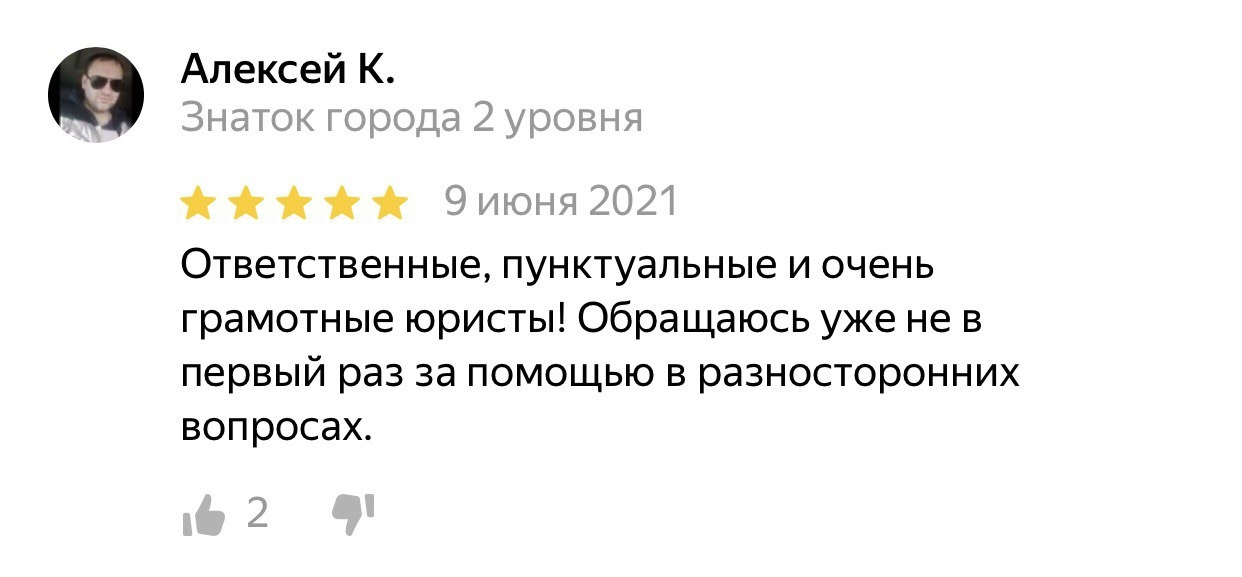 Алексей К.
Знаток города 2 уровня
9 июня 2021
Ответственные, пунктуальные и очень
грамотные юристы! Обращаюсь уже не в
первый раз за помощью в разносторонних
вопросах.
2